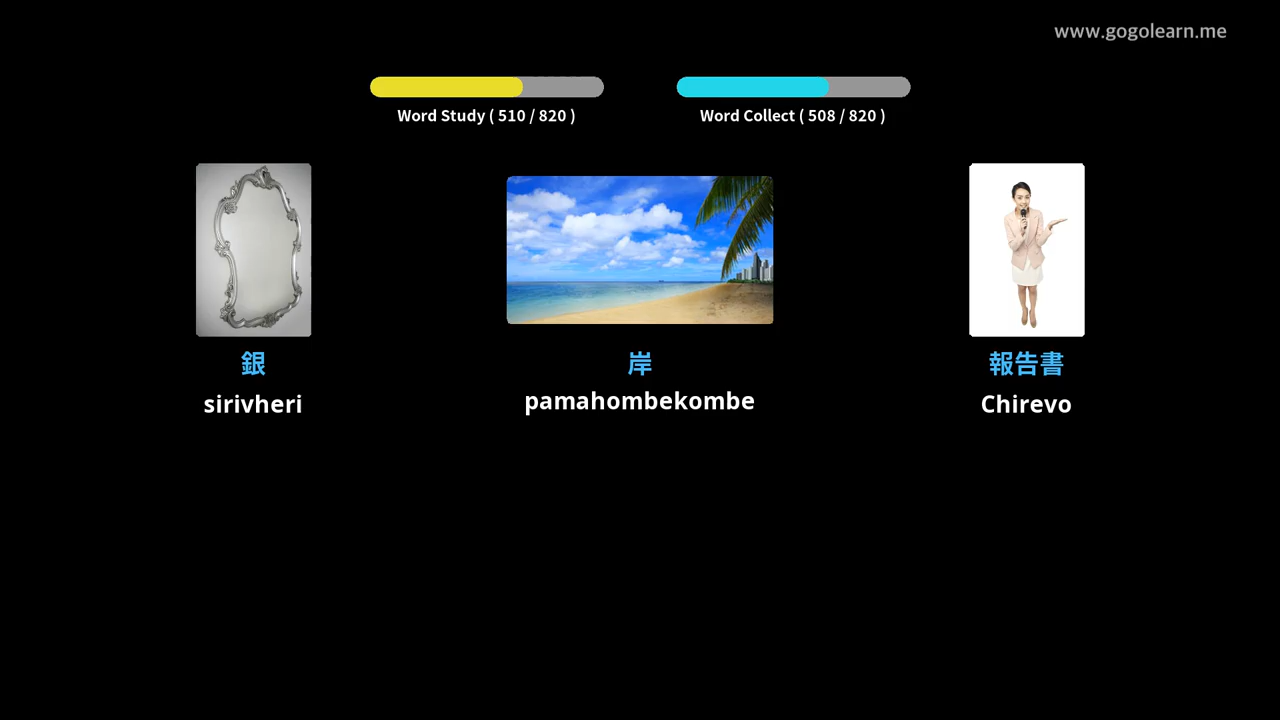 www.gogolearn.me
Word Study ( 510 / 820 )
Word Collect ( 508 / 820 )
銀
sirivheri
岸
pamahombekombe
報告書
Chirevo